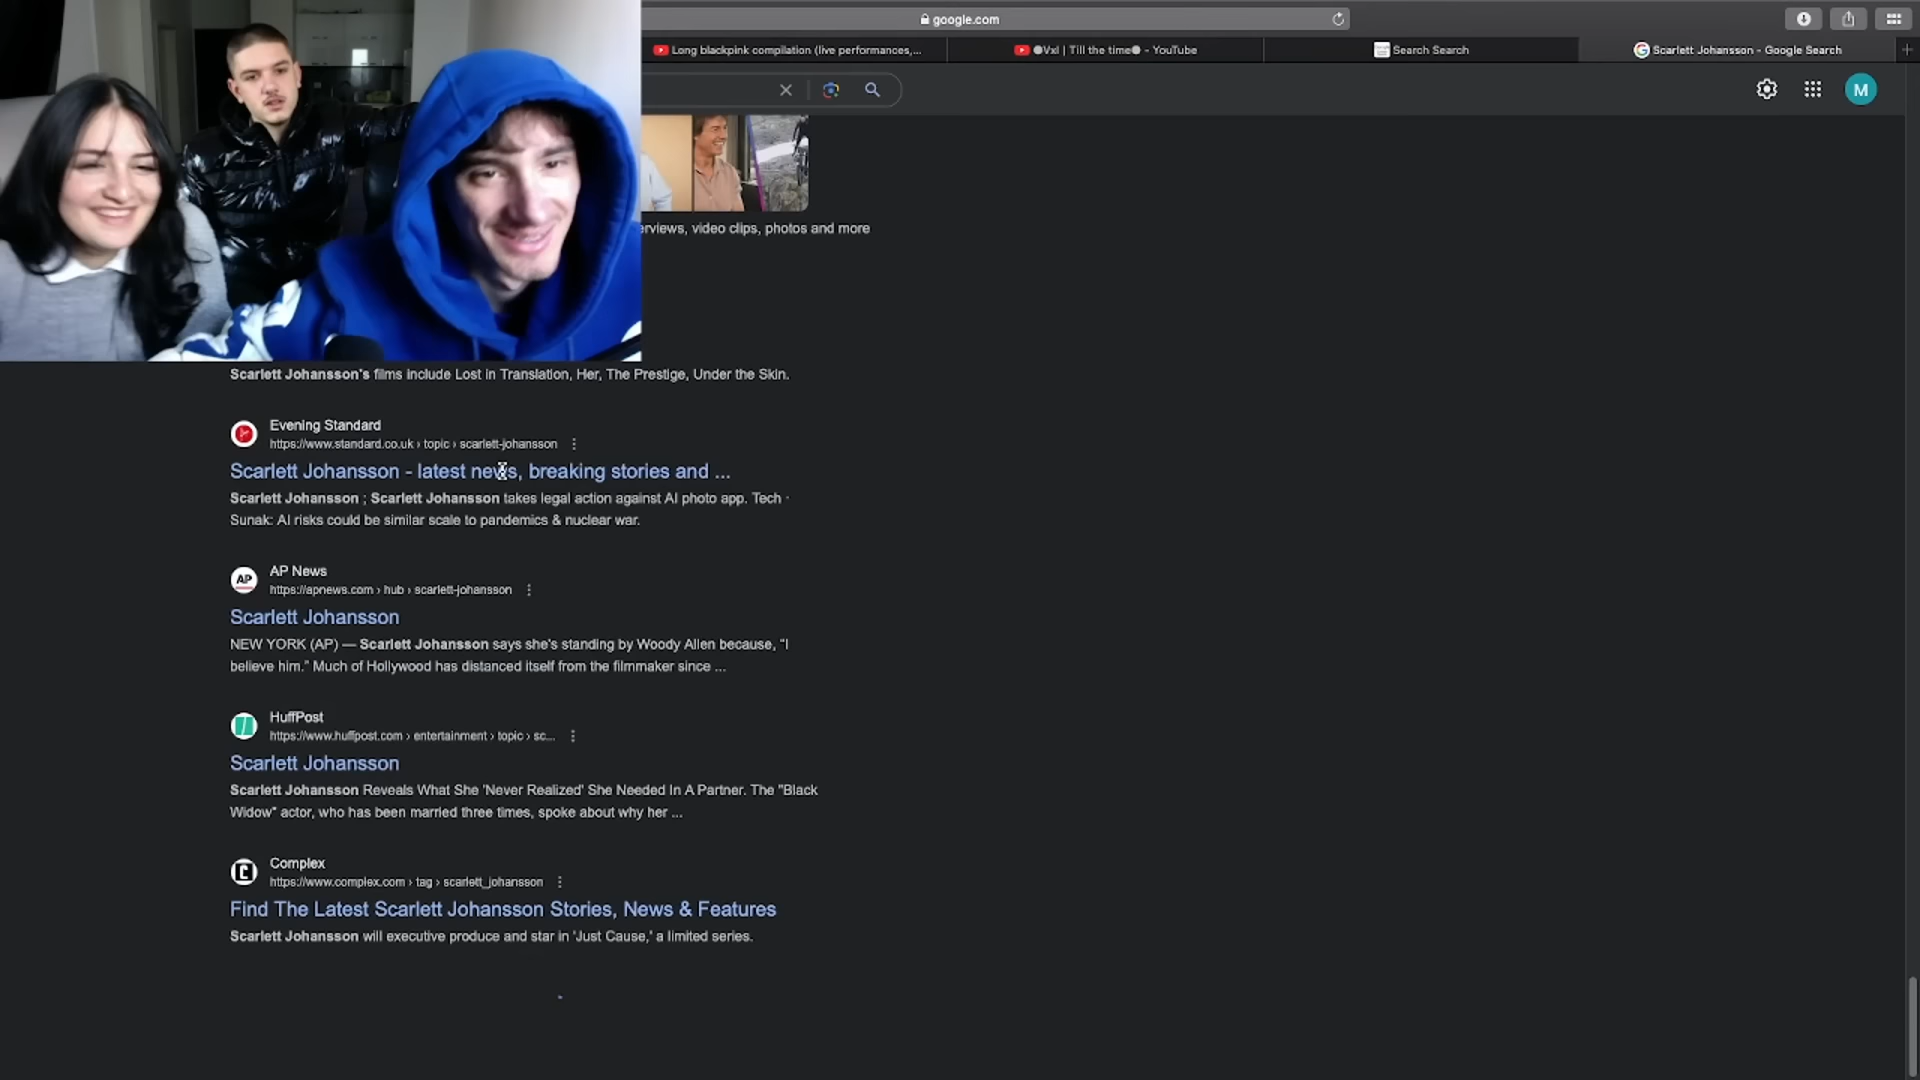 google.com
Long blackpink compilation (live performances,...
Vxl | Till the time - YouTube
Search Search
Scarlett Johansson - Google Search
M
erviews, video clips, photos and more
Scarlett Johansson's films include Lost in Translation, Her, The Prestige, Under the Skin.
Evening Standard
https://www.standard.co.uk › topic › scarlett-johansson
Scarlett Johansson - latest news, breaking stories and ...
Scarlett Johansson ; Scarlett Johansson takes legal action against AI photo app. Tech ·
Sunak: AI risks could be similar scale to pandemics & nuclear war.
AP
AP News
https://apnews.com › hub › scarlett-johansson
Scarlett Johansson
NEW YORK (AP) — Scarlett Johansson says she's standing by Woody Allen because, “I
believe him.” Much of Hollywood has distanced itself from the filmmaker since ...
HuffPost
https://www.huffpost.com › entertainment › topic › sc...
Scarlett Johansson
Scarlett Johansson Reveals What She 'Never Realized' She Needed In A Partner. The "Black
Widow" actor, who has been married three times, spoke about why her ...
C
Complex
https://www.complex.com › tag › scarlett_johansson
Find The Latest Scarlett Johansson Stories, News & Features
Scarlett Johansson will executive produce and star in 'Just Cause,' a limited series.